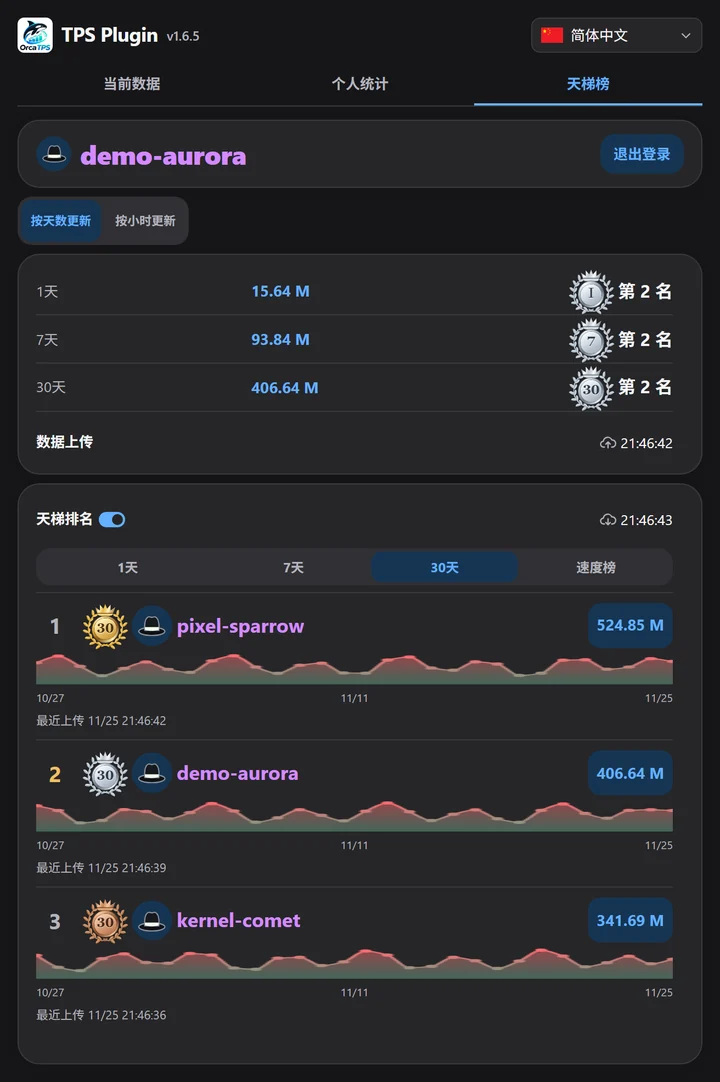 OrcaTPS
TPS Plugin v1.6.5
简体中文
当前数据 个人统计 天梯榜
demo-aurora 退出登录
按天数更新 按小时更新
1天 15.64 M 1 第 2 名
7天 93.84 M 7 第 2 名
30天 406.64 M 30 第 2 名
数据上传 21:46:42
天梯排名 21:46:43
1天 7天 30天 速度榜
1 30 pixel-sparrow 524.85 M
10/27 11/11 11/25
最近上传 11/25 21:46:42
2 30 demo-aurora 406.64 M
10/27 11/11 11/25
最近上传 11/25 21:46:39
3 30 kernel-comet 341.69 M
10/27 11/11 11/25
最近上传 11/25 21:46:36